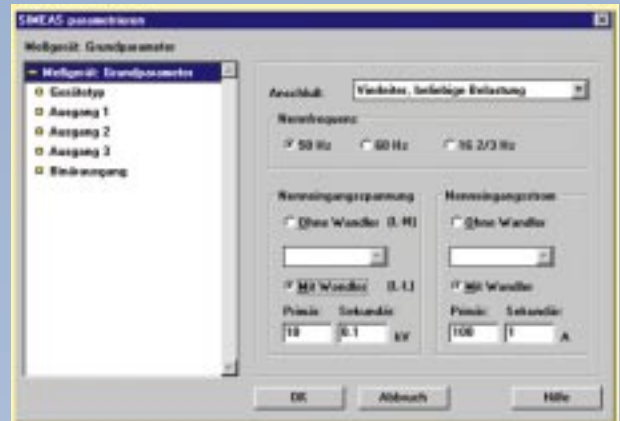 SIMEAS parametrieren
Meßgerät: Grundparameter
Meßgerät: Grundparameter
Gerätetyp
Ausgang 1
Ausgang 2
Ausgang 3
Binärausgang
Anschluß: Vierleiter, beliebige Belastung
Nennfrequenz
50 Hz 60 Hz 16 2/3 Hz
Nenneingangsspannung
Ohne Wandler (L-N)
Mit Wandler (L-L)
Primär: Sekundär:
10 0.1 kV
Nenneingangsstrom
Ohne Wandler
Mit Wandler
Primär: Sekundär:
100 1 A
OK Abbruch Hilfe